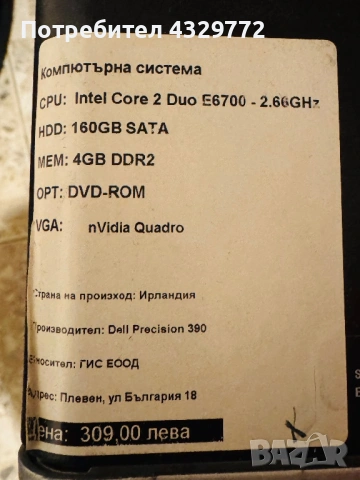 Потребител 4329772
Компютърна система
CPU: Intel Core 2 Duo E6700 - 2.66GHz
HDD: 160GB SATA
MEM: 4GB DDR2
OPT: DVD-ROM
VGA: nVidia Quadro
Страна на произход: Ирландия
Производител: Dell Precision 390
носител: ГИС ЕООД
дрес: Плевен, ул България 18
Цена: 309.00 лева
BAZAR